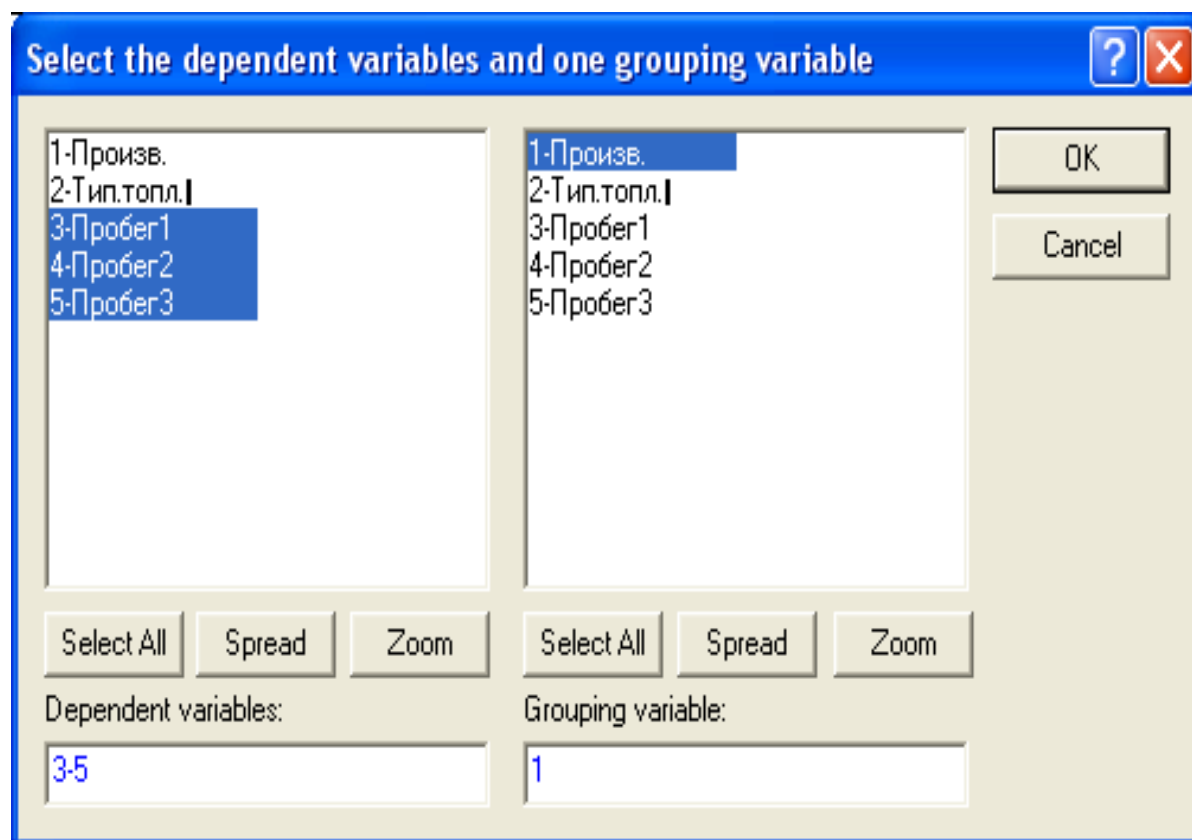 Select the dependent variables and one grouping variable
1-Произв.
2-Тип.топл.
3-Пробег1
4-Пробег2
5-Пробег3
1-Произв.
2-Тип.топл.
3-Пробег1
4-Пробег2
5-Пробег3
OK
Cancel
Select All Spread Zoom
Select All Spread Zoom
Dependent variables:
Grouping variable:
3-5
1